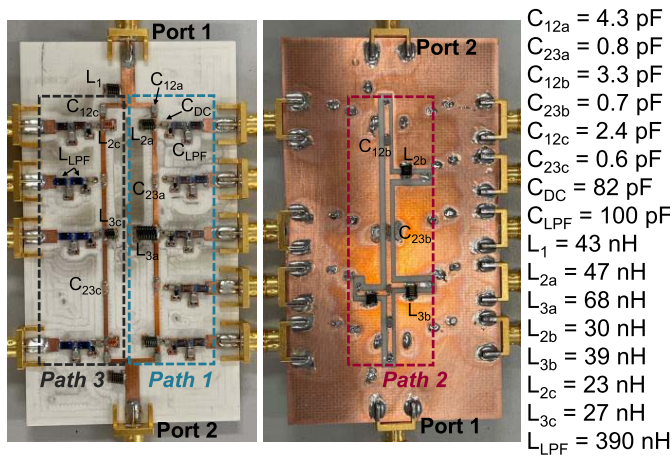 Port 1
L1
C12a
C12c
CDC
L2c
L2a
CLPF
LLPF
C23a
L3c
L3a
C23c
Path 3
Path 1
Port 2
Port 2
C12b
L2b
C23b
L3b
Path 2
Port 1
C12a = 4.3 pF
C23a = 0.8 pF
C12b = 3.3 pF
C23b = 0.7 pF
C12c = 2.4 pF
C23c = 0.6 pF
CDC = 82 pF
CLPF = 100 pF
L1 = 43 nH
L2a = 47 nH
L3a = 68 nH
L2b = 30 nH
L3b = 39 nH
L2c = 23 nH
L3c = 27 nH
LLPF = 390 nH